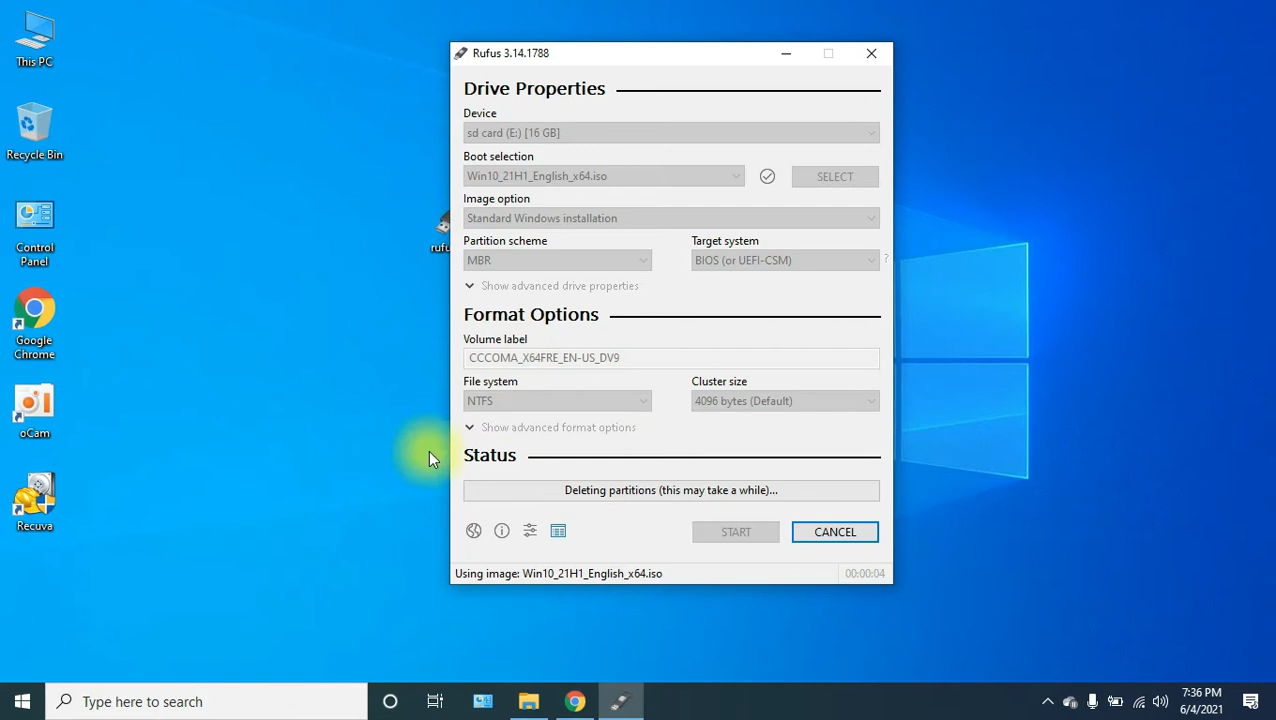 This PC
Recycle Bin
Control
Panel
Google
Chrome
oCam
Recuva
rufu
Rufus 3.14.1788
Drive Properties
Device
sd card (E:) [16 GB]
Boot selection
Win10_21H1_English_x64.iso
SELECT
Image option
Standard Windows installation
Partition scheme
Target system
MBR
BIOS (or UEFI-CSM)
?
Show advanced drive properties
Format Options
Volume label
CCCOMA_X64FRE_EN-US_DV9
File system
Cluster size
NTFS
4096 bytes (Default)
Show advanced format options
Status
Deleting partitions (this may take a while)...
START
CANCEL
Using image: Win10_21H1_English_x64.iso
00:00:04
Type here to search
7:36 PM
6/4/2021